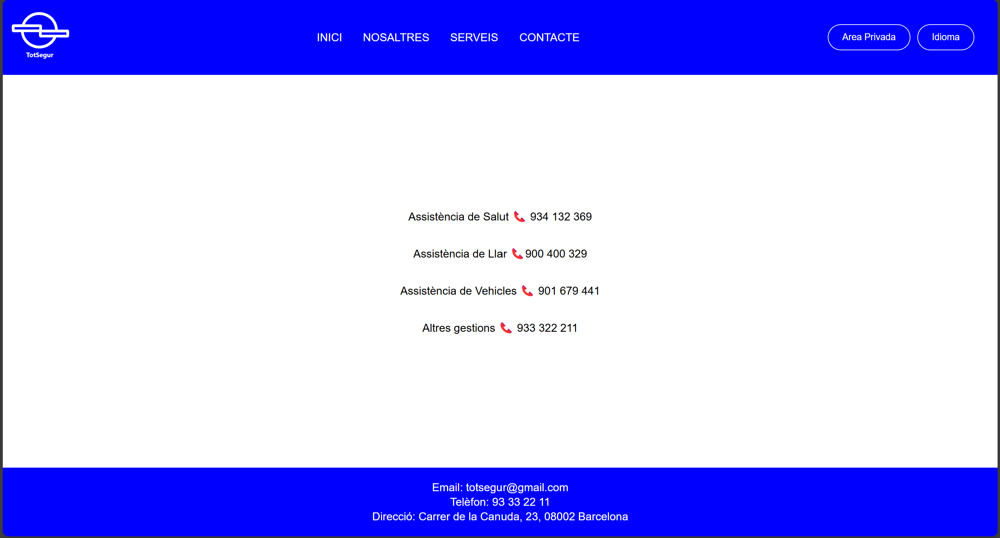 TotSegur
INICI NOSALTRES SERVEIS CONTACTE
Area Privada Idioma
Assistència de Salut 📞 934 132 369
Assistència de Llar 📞900 400 329
Assistència de Vehicles 📞 901 679 441
Altres gestions 📞 933 322 211
Email: totsegur@gmail.com
Telèfon: 93 33 22 11
Direcció: Carrer de la Canuda, 23, 08002 Barcelona